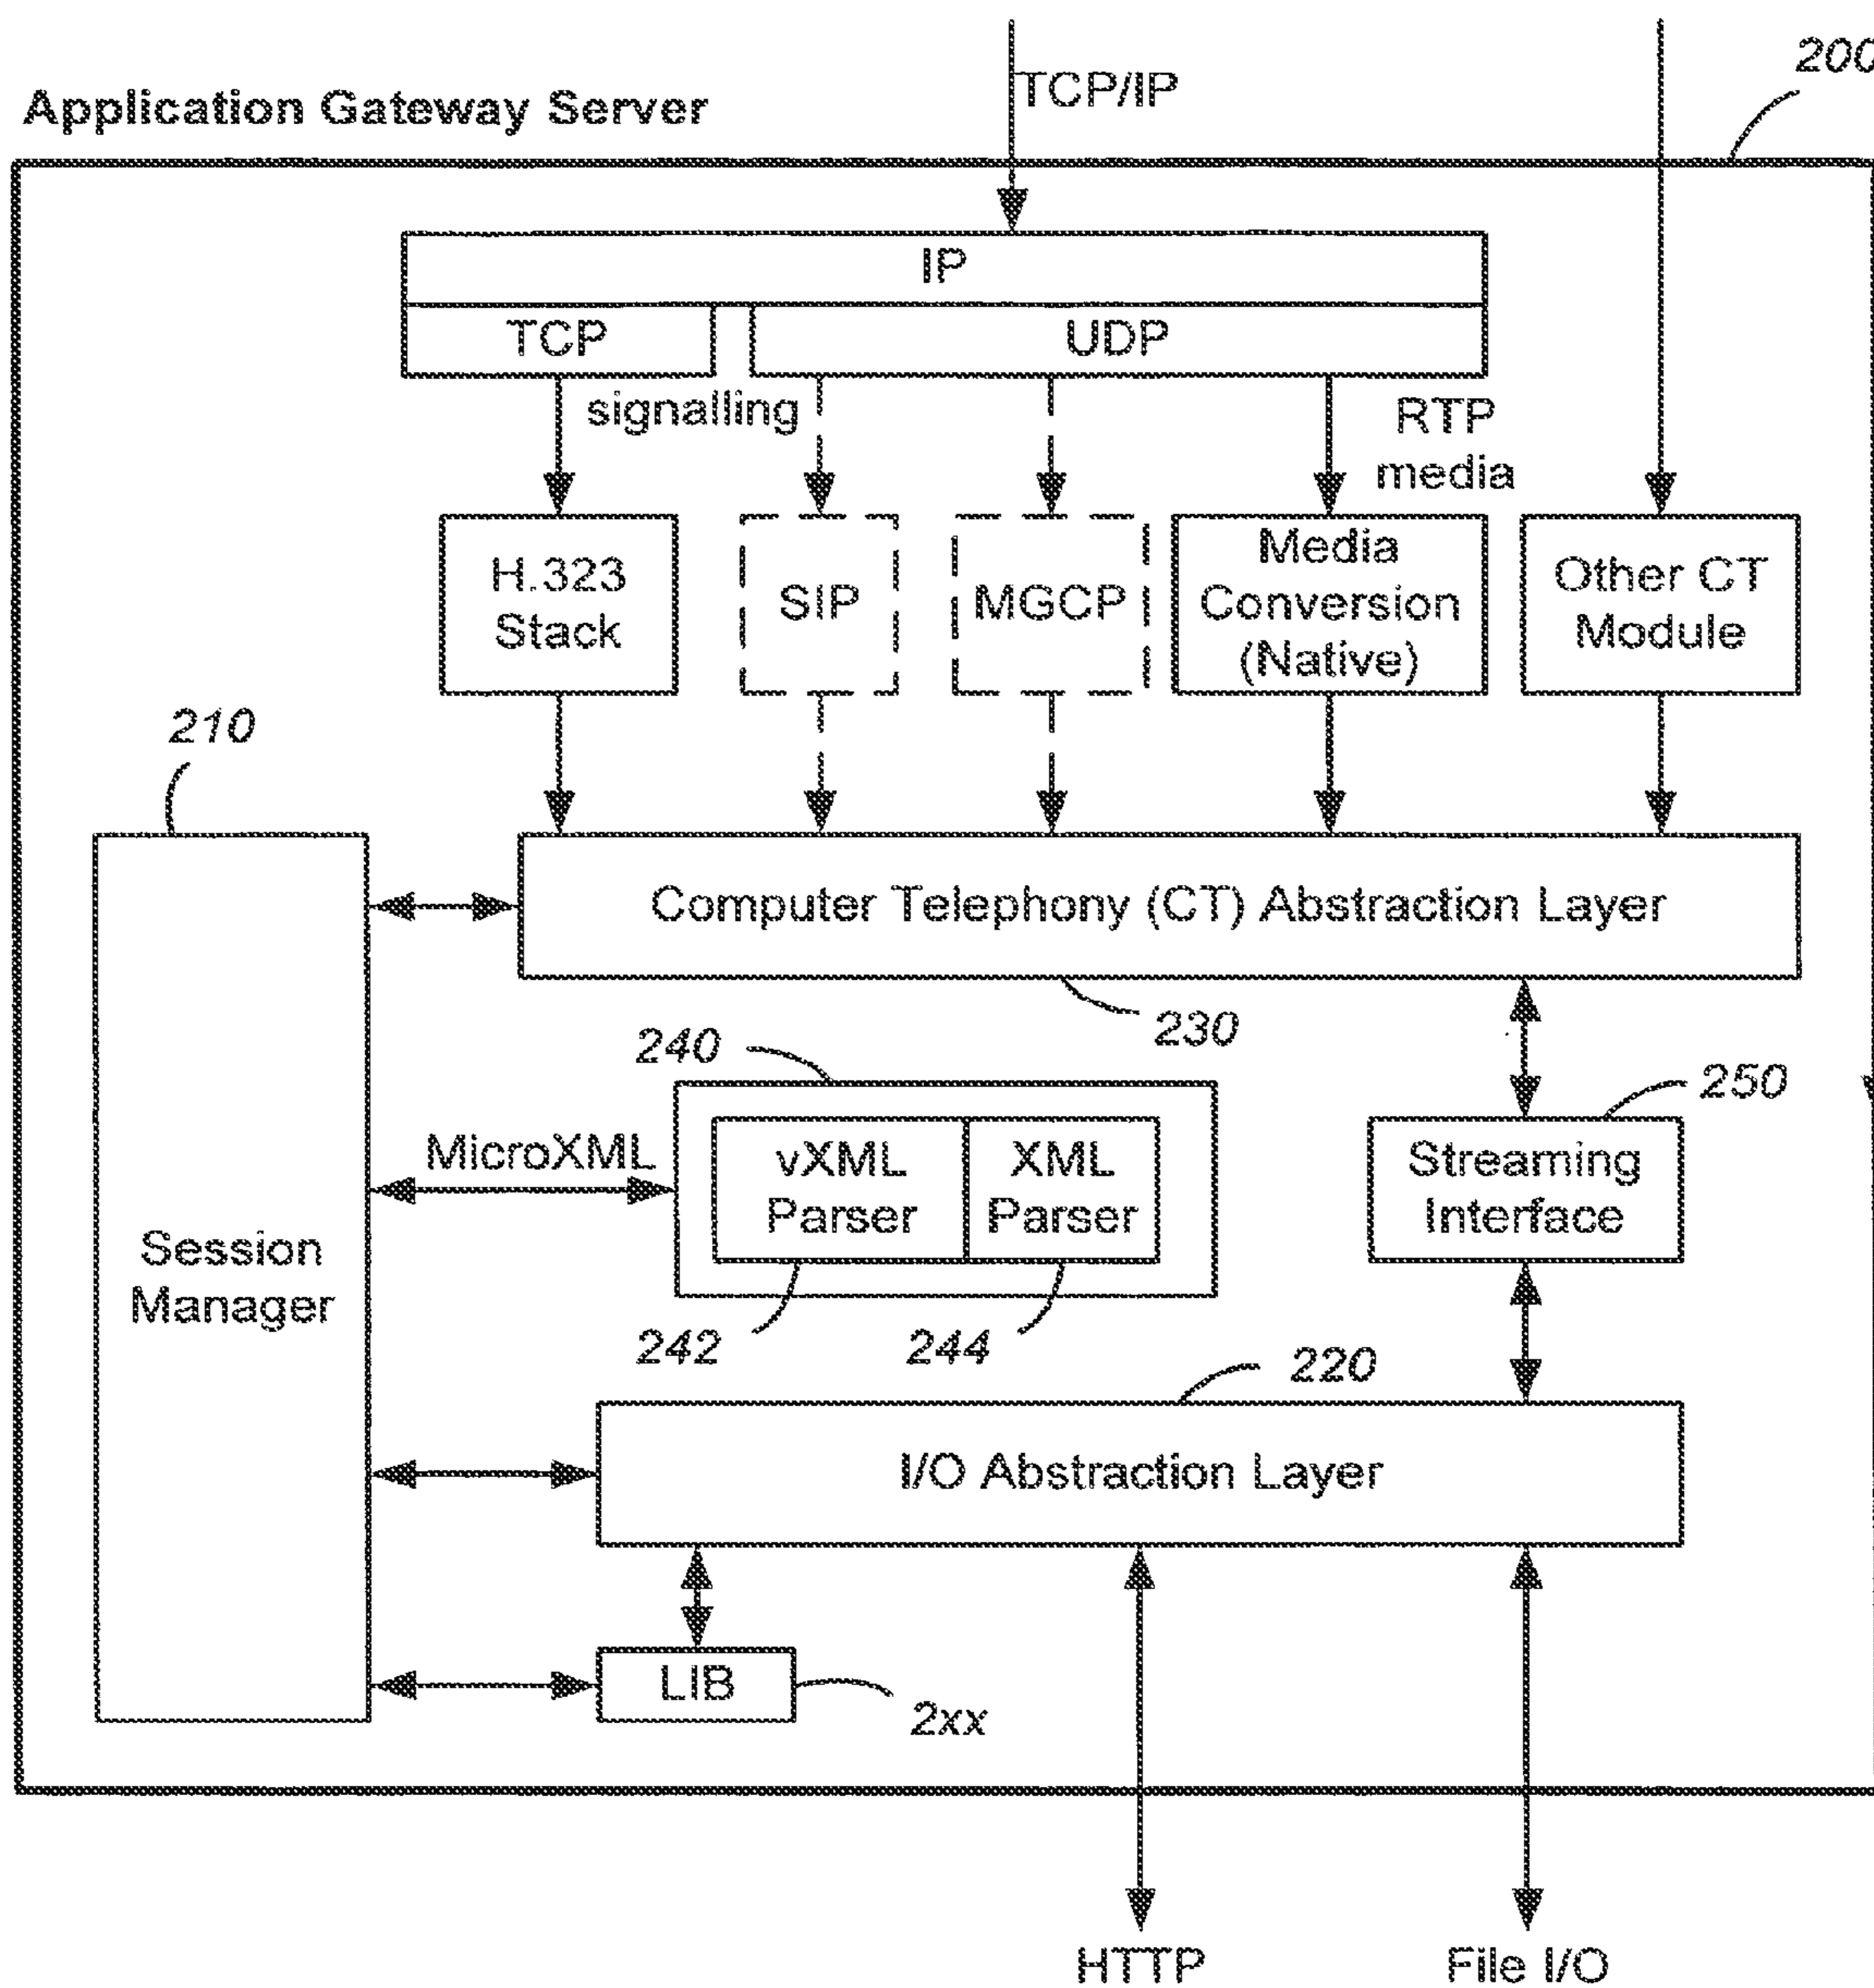 200
TCP/IP
Application Gateway Server
IP
TCP
UDP
signalling
RTP
media
H.323
Stack
SIP
MGCP
Media
Conversion
(Native)
Other CT
Module
210
Computer Telephony (CT) Abstraction Layer
230
240
250
MicroXML
vXML
Parser
XML
Parser
Streaming
Interface
Session
Manager
242
244
220
I/O Abstraction Layer
LIB
2xx
HTTP
File I/O